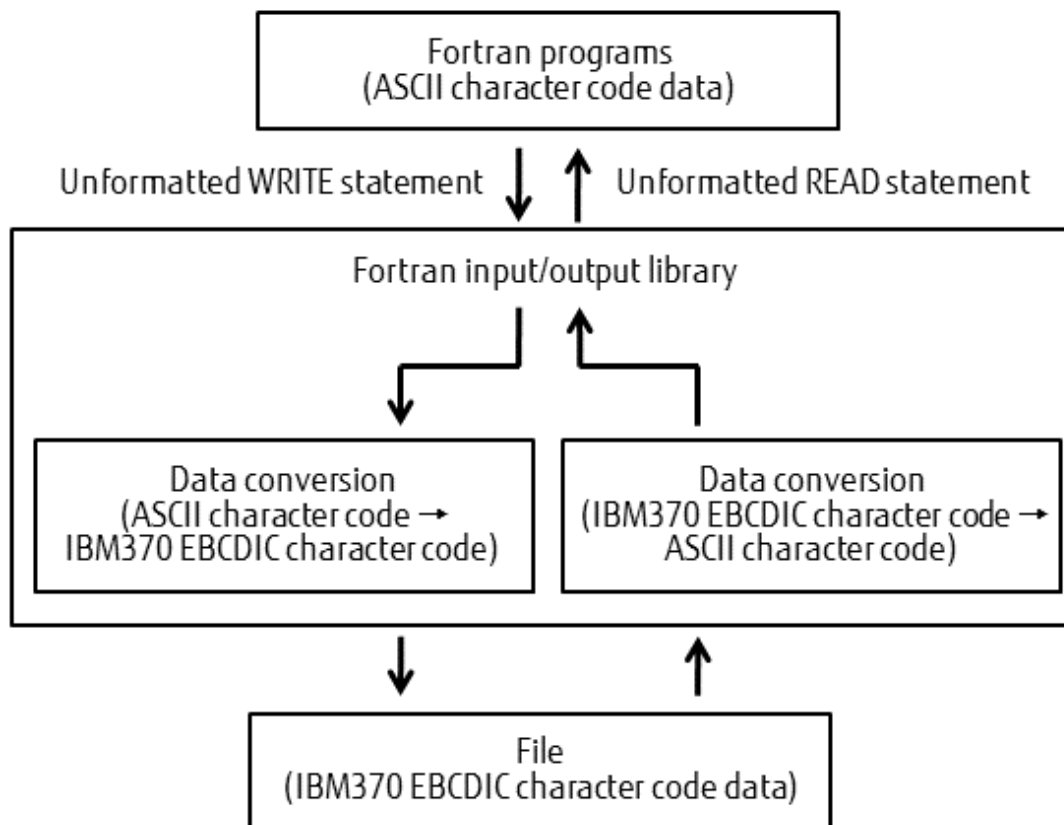 Fortran programs
(ASCII character code data)
Unformatted WRITE statement
Unformatted READ statement
Fortran input/output library
Data conversion
(ASCII character code →
IBM370 EBCDIC character code)
Data conversion
(IBM370 EBCDIC character code →
ASCII character code)
File
(IBM370 EBCDIC character code data)